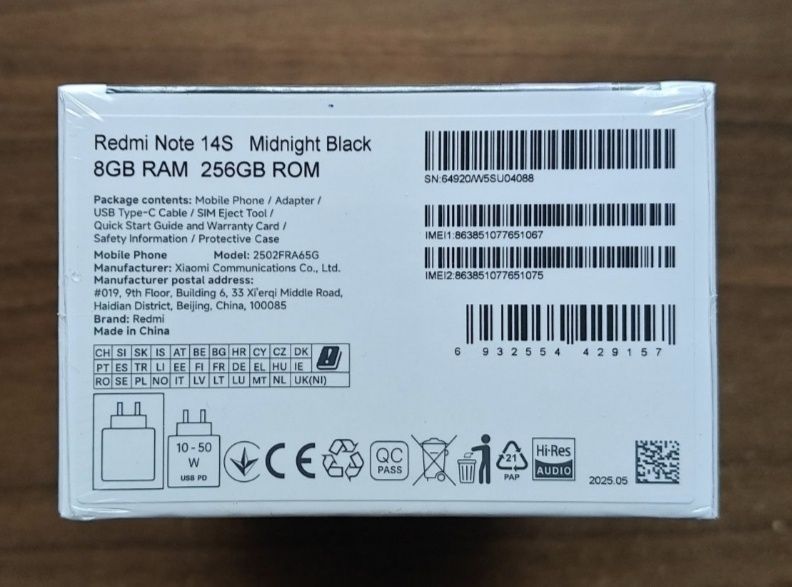 Redmi Note 14S Midnight Black
8GB RAM 256GB ROM
Package contents: Mobile Phone / Adapter /
USB Type-C Cable / SIM Eject Tool /
Quick Start Guide and Warranty Card /
Safety Information / Protective Case
Mobile Phone Model: 2502FRA65G
Manufacturer: Xiaomi Communications Co., Ltd.
Manufacturer postal address:
#019, 9th Floor, Building 6, 33 Xi'erqi Middle Road,
Haidian District, Beijing, China, 100085
Brand: Redmi
Made in China
CH SI SK IS AT BE BG HR CY CZ DK
PT ES TR LI EE FI FR DE EL HU IE
RO SE PL NO IT LV LT LU MT NL UK(NI)
SN:64920/W5SU04088
IMEI1:863851077651067
IMEI2:863851077651075
6 932554 429157
10 - 50
W
USB PD
CE
QC
PASS
21
PAP
Hi-Res
AUDIO
2025.05